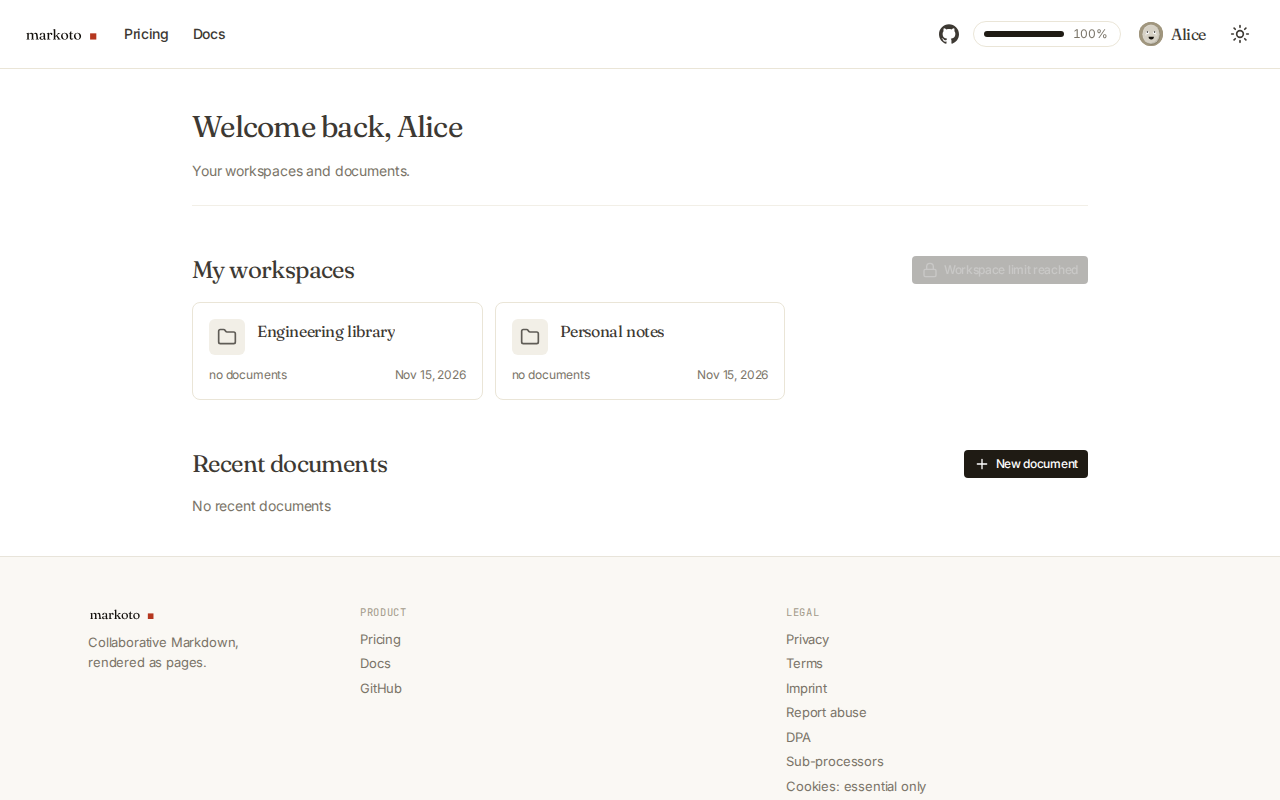 markoto
Pricing
Docs
100%
Alice
Welcome back, Alice
Your workspaces and documents.
My workspaces
Workspace limit reached
Engineering library
no documents
Nov 15, 2026
Personal notes
no documents
Nov 15, 2026
Recent documents
New document
No recent documents
markoto
Collaborative Markdown,
rendered as pages.
PRODUCT
Pricing
Docs
GitHub
LEGAL
Privacy
Terms
Imprint
Report abuse
DPA
Sub-processors
Cookies: essential only